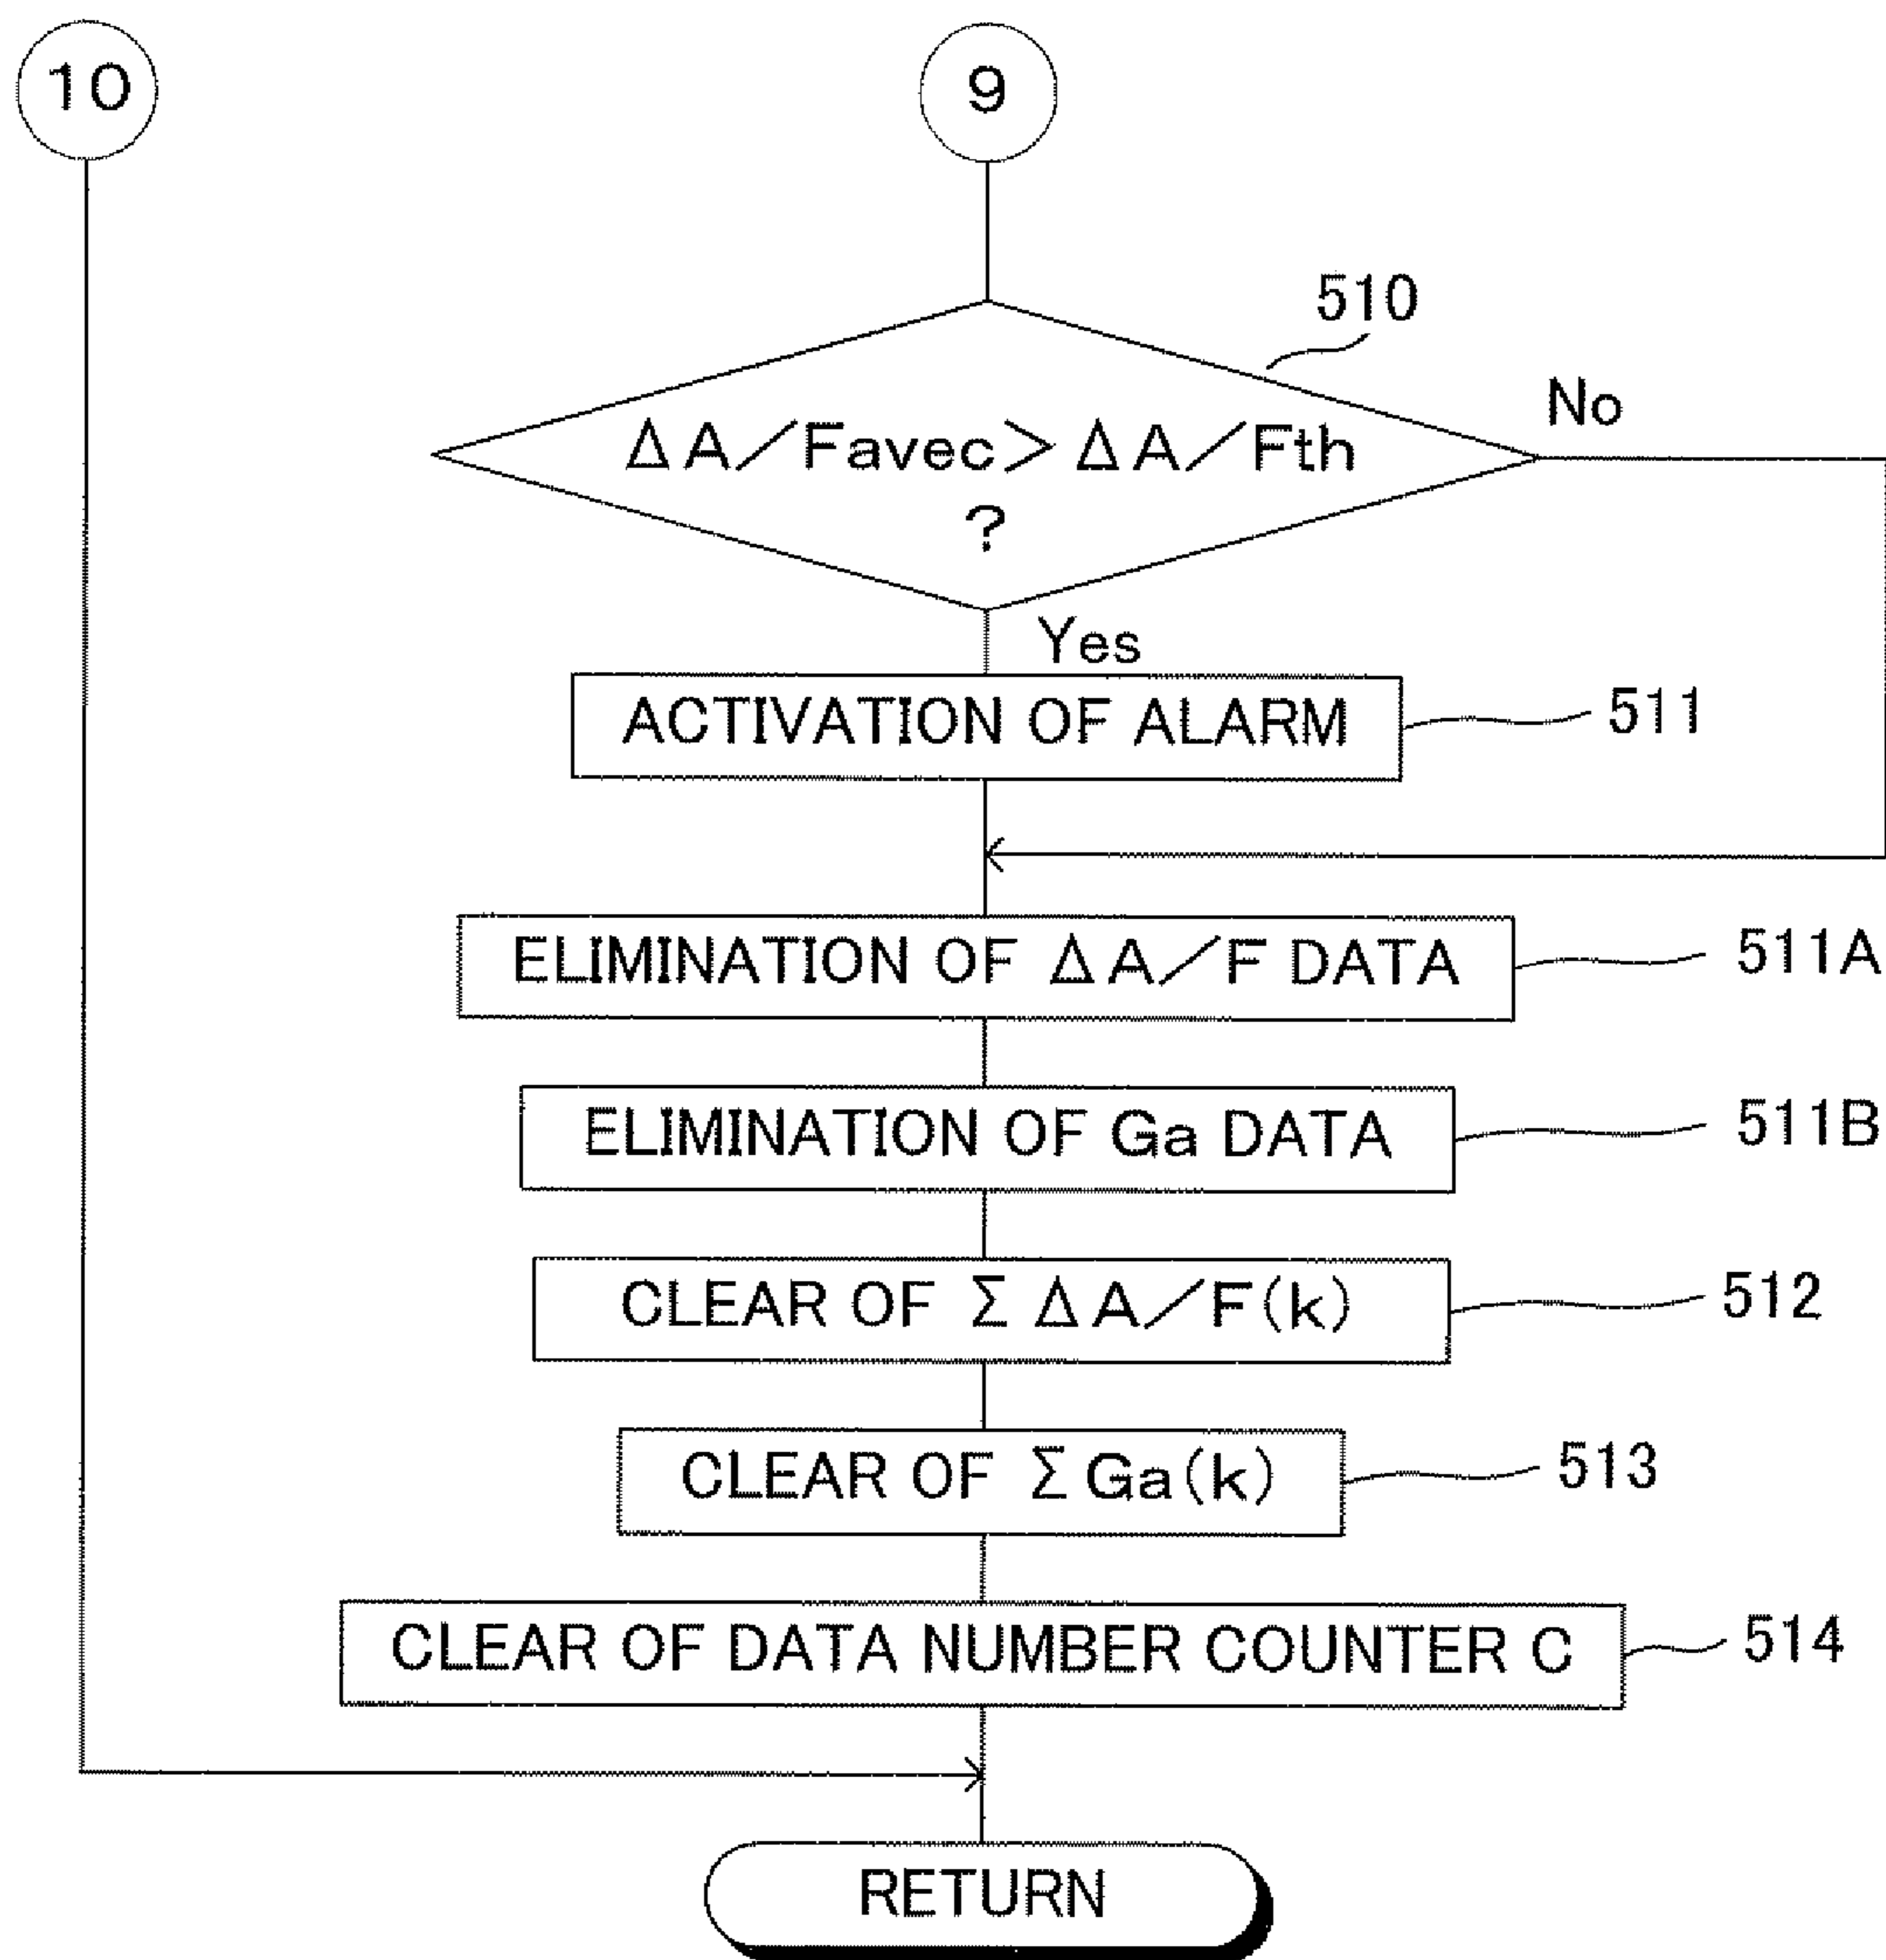 10
9
510
ΔA／Favec＞ΔA／Fth
?
No
Yes
ACTIVATION OF ALARM
511
ELIMINATION OF ΔA／F DATA
511A
ELIMINATION OF Ga DATA
511B
CLEAR OF ΣΔA／F(k)
512
CLEAR OF ΣGa(k)
513
CLEAR OF DATA NUMBER COUNTER C
514
RETURN